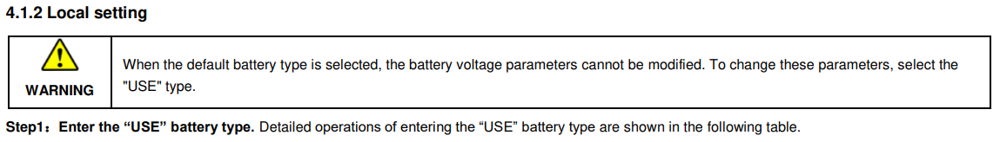 4.1.2 Local setting
WARNING
When the default battery type is selected, the battery voltage parameters cannot be modified. To change these parameters, select the
"USE" type.
Step1：Enter the “USE” battery type. Detailed operations of entering the “USE” battery type are shown in the following table.